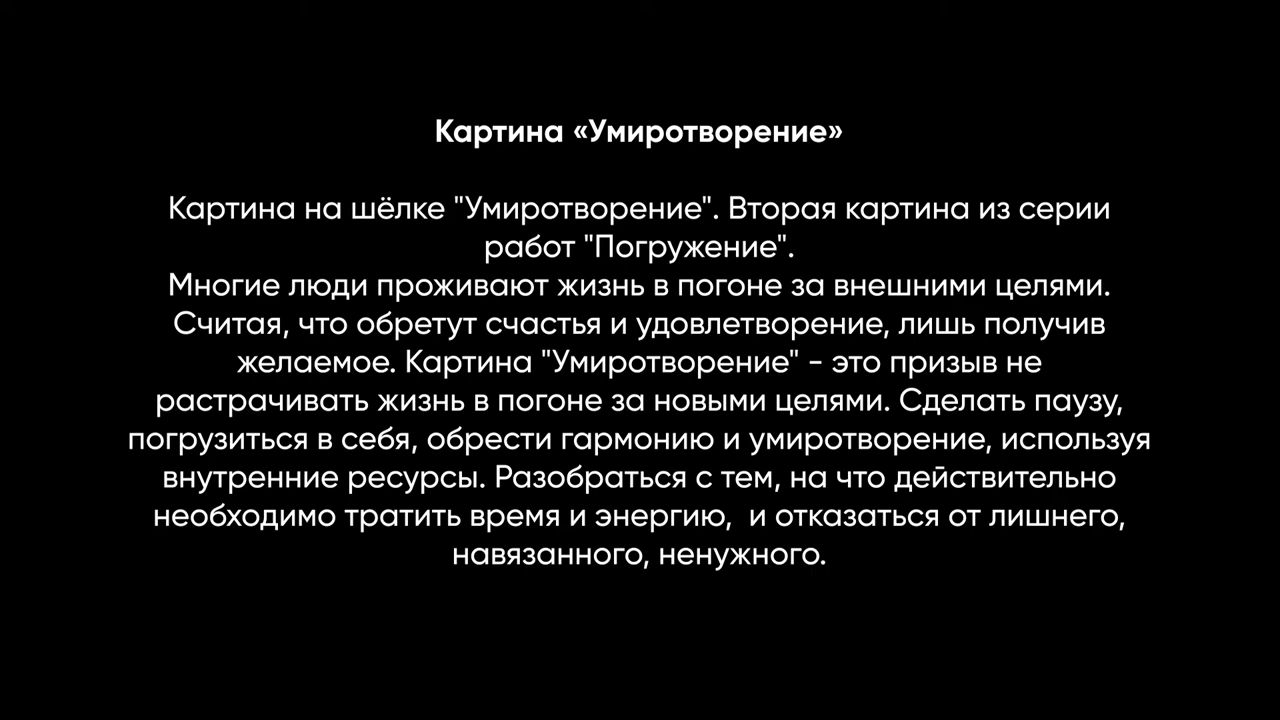 Картина «Умиротворение»
Картина на шёлке "Умиротворение". Вторая картина из серии
работ "Погружение".
Многие люди проживают жизнь в погоне за внешними целями.
Считая, что обретут счастья и удовлетворение, лишь получив
желаемое. Картина "Умиротворение" - это призыв не
растрачивать жизнь в погоне за новыми целями. Сделать паузу,
погрузиться в себя, обрести гармонию и умиротворение, используя
внутренние ресурсы. Разобраться с тем, на что действительно
необходимо тратить время и энергию,  и отказаться от лишнего,
навязанного, ненужного.